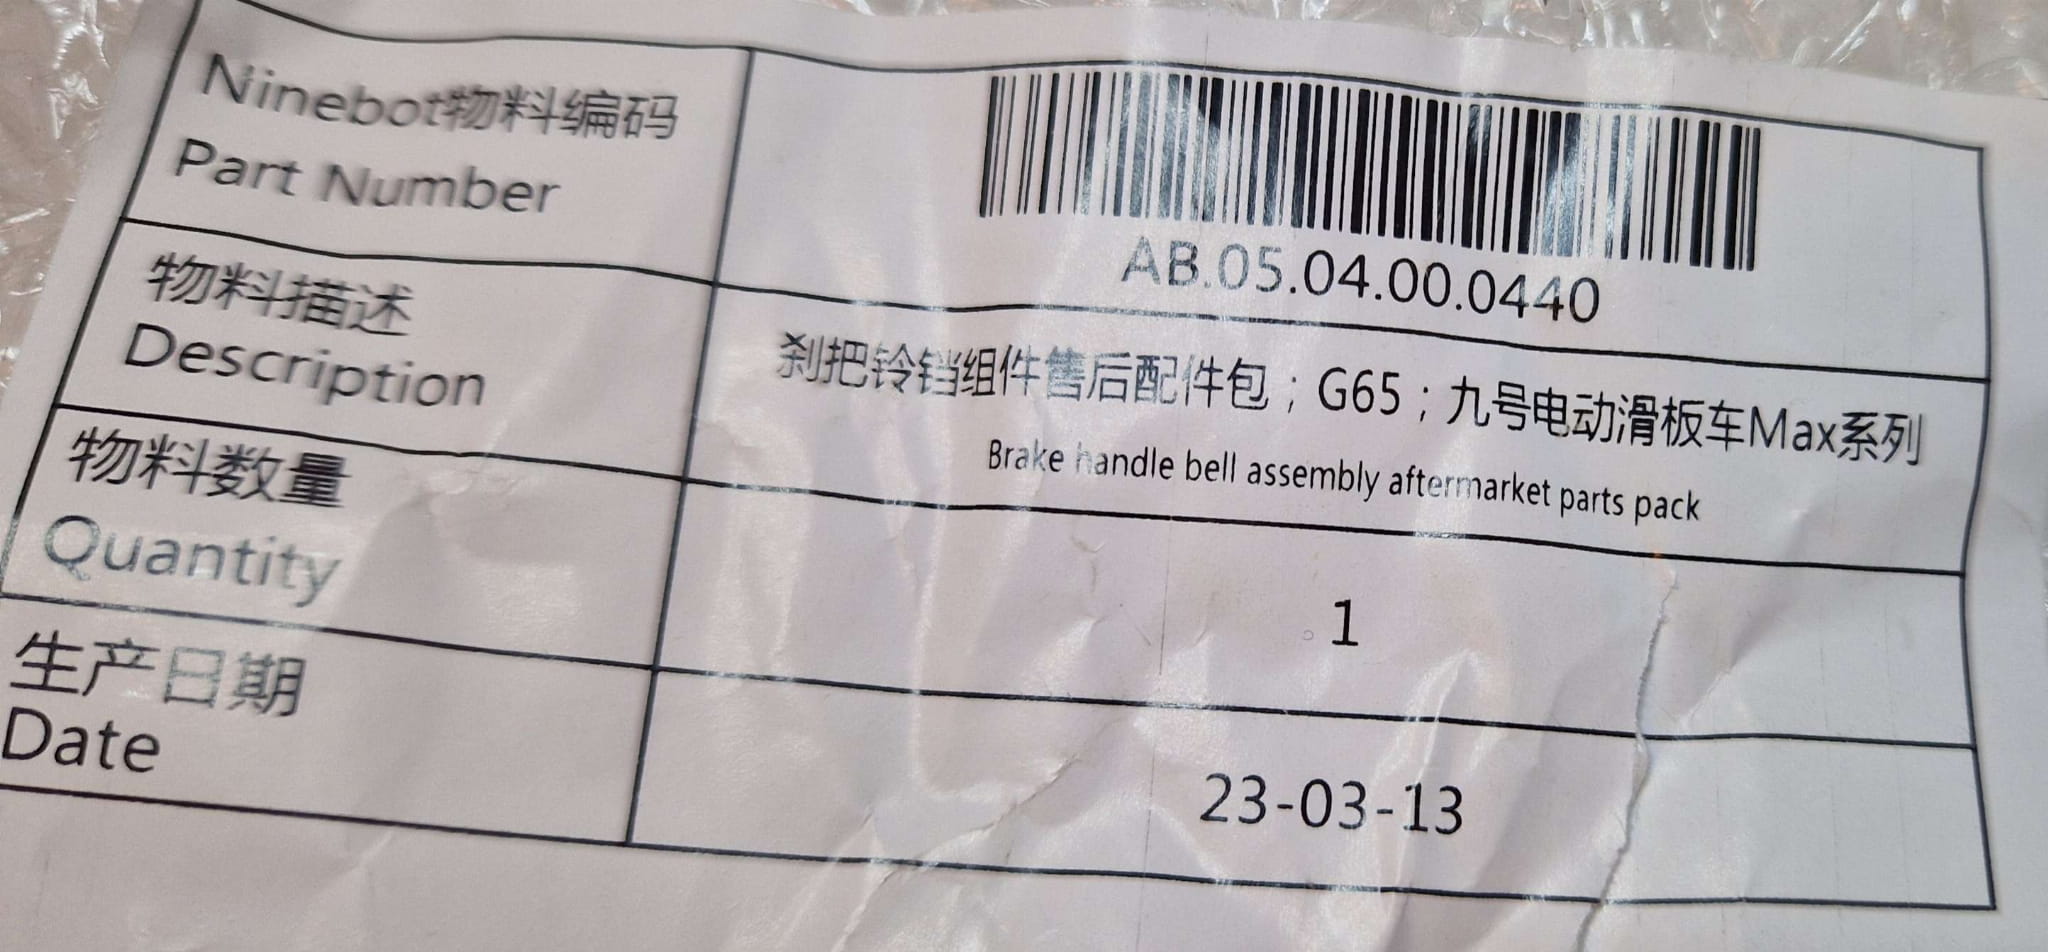 Ninebot物料编码
Part Number
AB.05.04.00.0440
物料描述
Description
刹把铃铛组件售后配件包；G65；九号电动滑板车Max系列
Brake handle bell assembly aftermarket parts pack
物料数量
Quantity
1
生产日期
Date
23-03-13